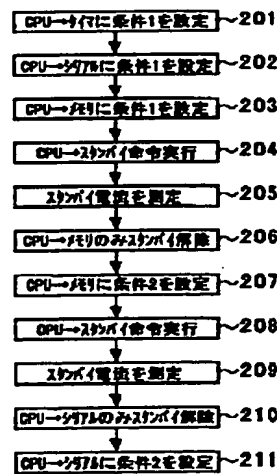 CPU→タイマに条件1を設定 201
CPU→シリアルに条件1を設定 202
CPU→メモリに条件1を設定 203
CPU→スタンバイ命令実行 204
スタンバイ電流を測定 205
CPU→メモリのみスタンバイ解除 206
CPU→メモリに条件2を設定 207
CPU→スタンバイ命令実行 208
スタンバイ電流を測定 209
CPU→シリアルのみスタンバイ解除 210
CPU→シリアルに条件2を設定 211